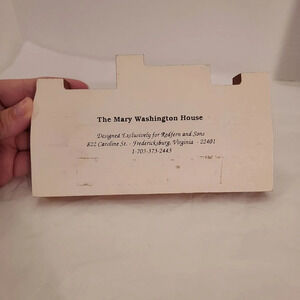 The Mary Washington House
Designed Exclusively for Redfern and Sons
822 Caroline St. - Fredericksburg, Virginia - 22401
1-703-373-2443